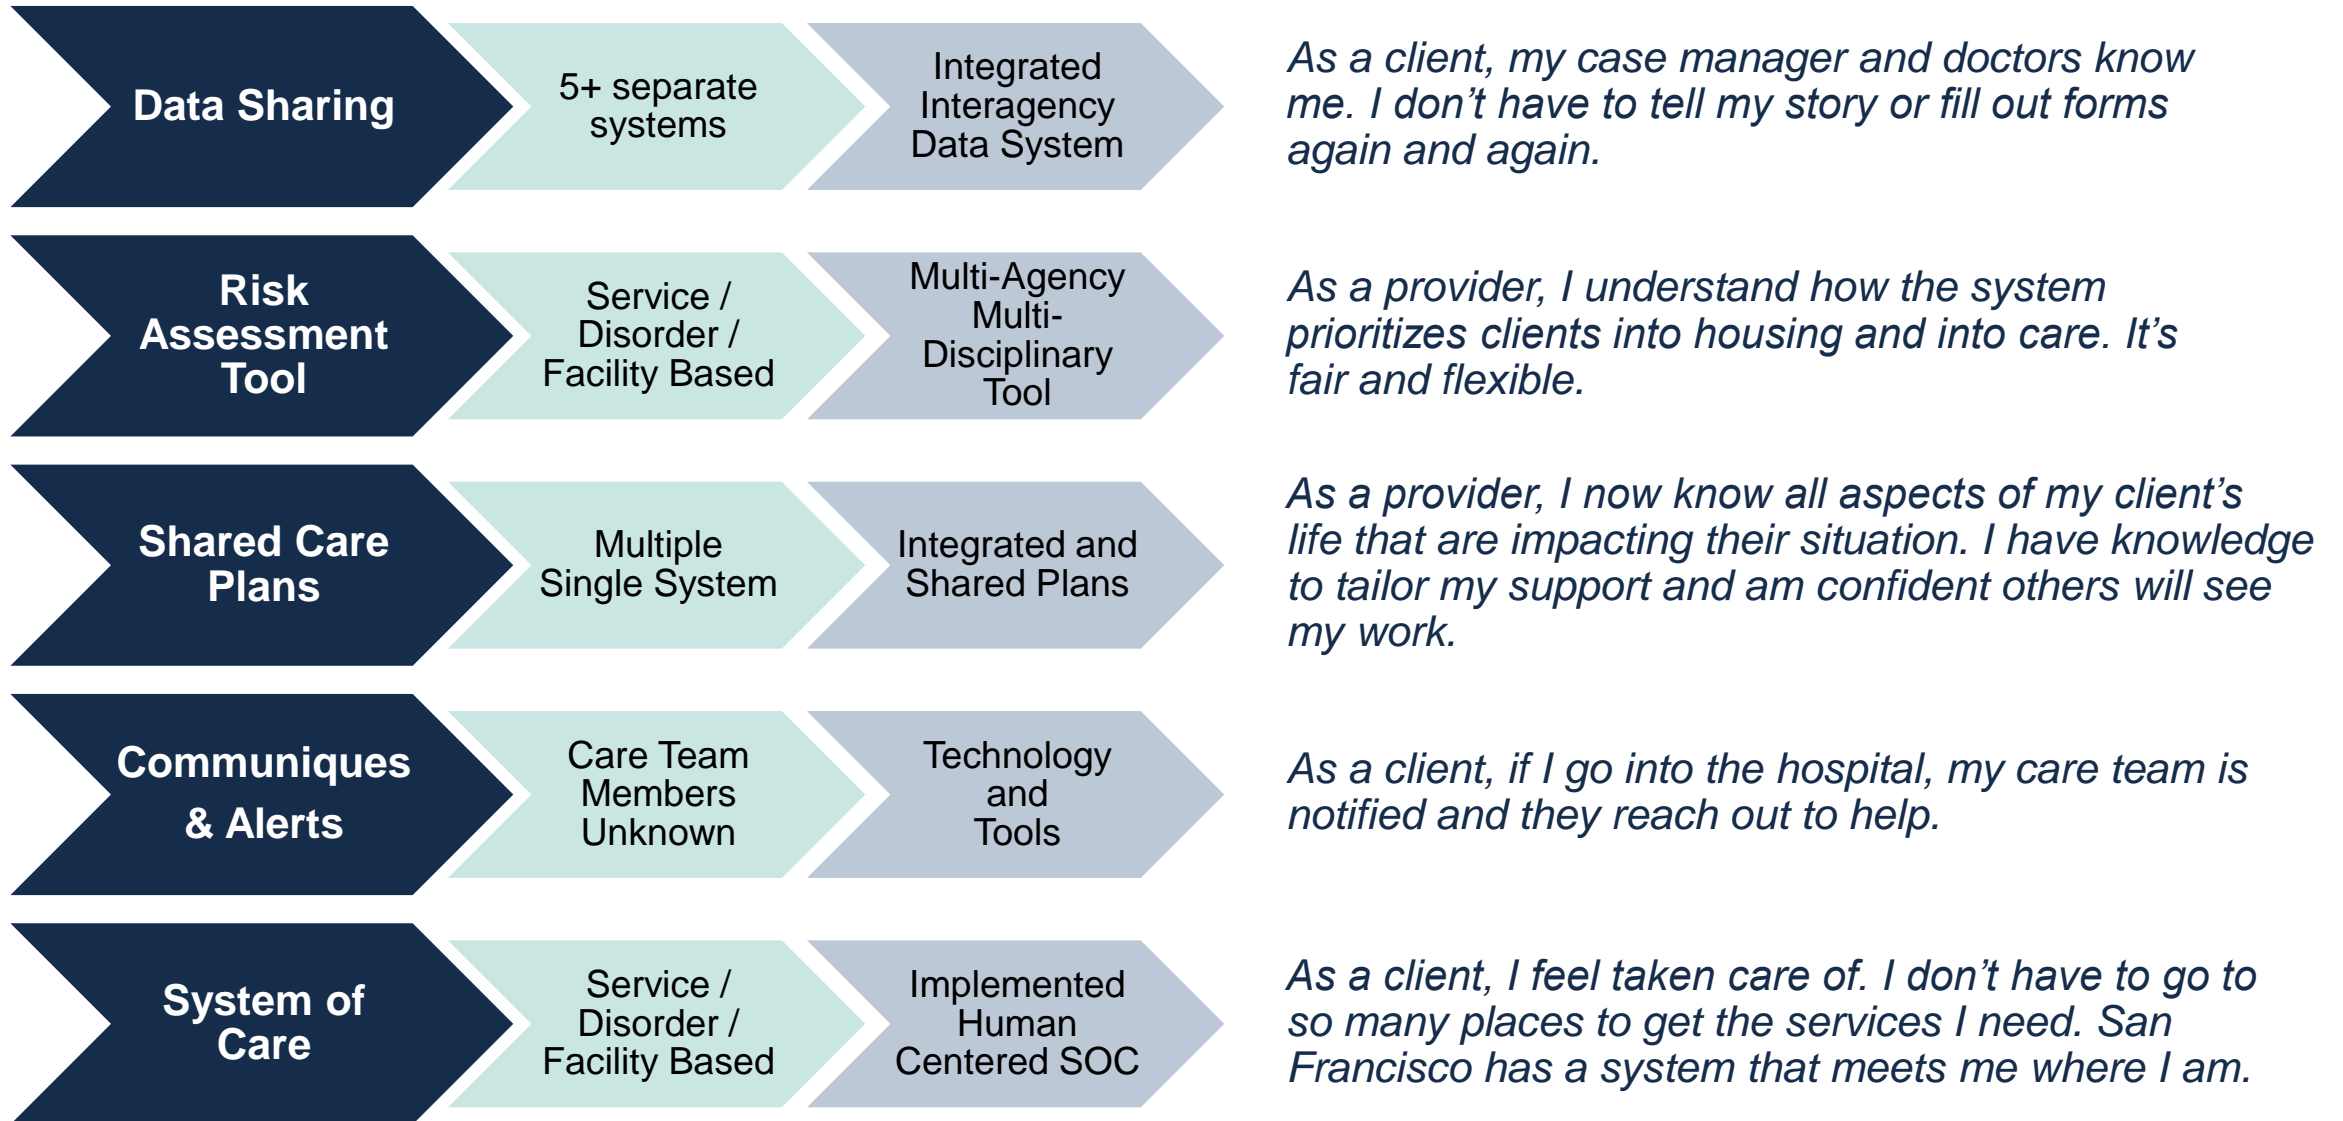 Data Sharing
5+ separate
systems
Integrated
Interagency
Data System
As a client, my case manager and doctors know
me. I don’t have to tell my story or fill out forms
again and again.
Risk
Assessment
Tool
Service /
Disorder /
Facility Based
Multi-Agency
Multi-
Disciplinary
Tool
As a provider, I understand how the system
prioritizes clients into housing and into care. It’s
fair and flexible.
Shared Care
Plans
Multiple
Single System
Integrated and
Shared Plans
As a provider, I now know all aspects of my client’s
life that are impacting their situation. I have knowledge
to tailor my support and am confident others will see
my work.
Communiques
& Alerts
Care Team
Members
Unknown
Technology
and
Tools
As a client, if I go into the hospital, my care team is
notified and they reach out to help.
System of
Care
Service /
Disorder /
Facility Based
Implemented
Human
Centered SOC
As a client, I feel taken care of. I don’t have to go to
so many places to get the services I need. San
Francisco has a system that meets me where I am.